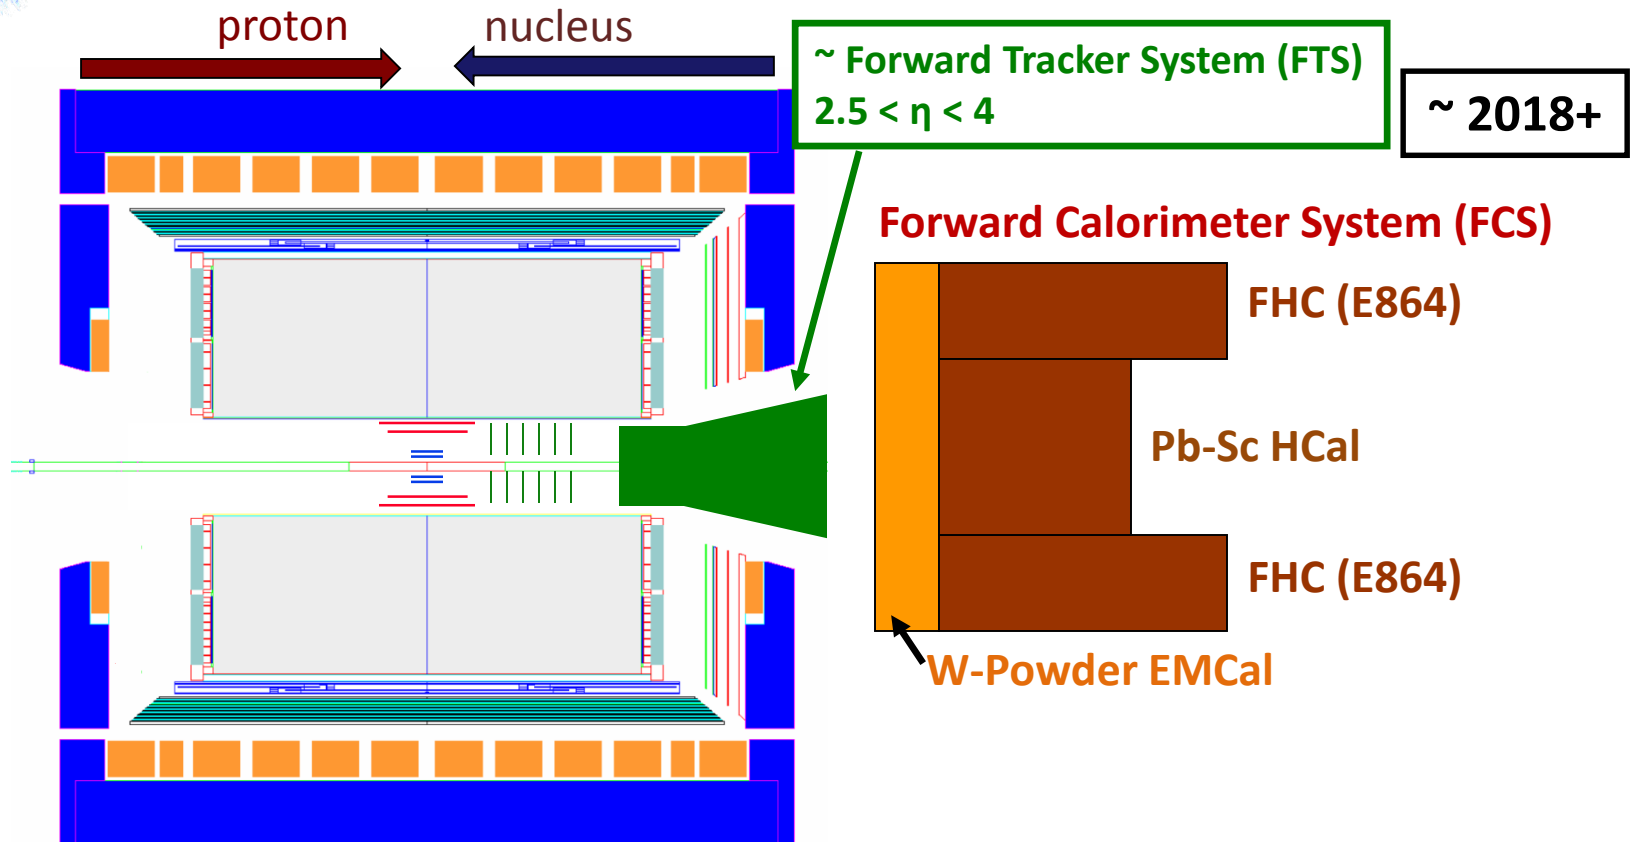 proton
nucleus
~ Forward Tracker System (FTS)
2.5 < η < 4
~ 2018+
Forward Calorimeter System (FCS)
FHC (E864)
Pb-Sc HCal
FHC (E864)
W-Powder EMCal